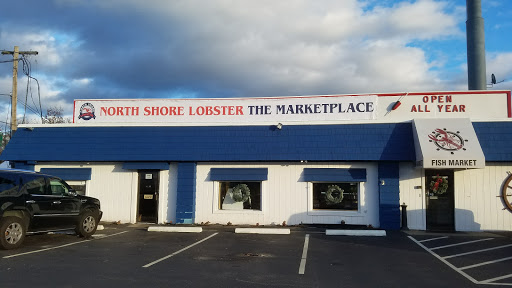 NORTH SHORE LOBSTER THE MARKETPLACE
OPEN
ALL YEAR
FISH MARKET